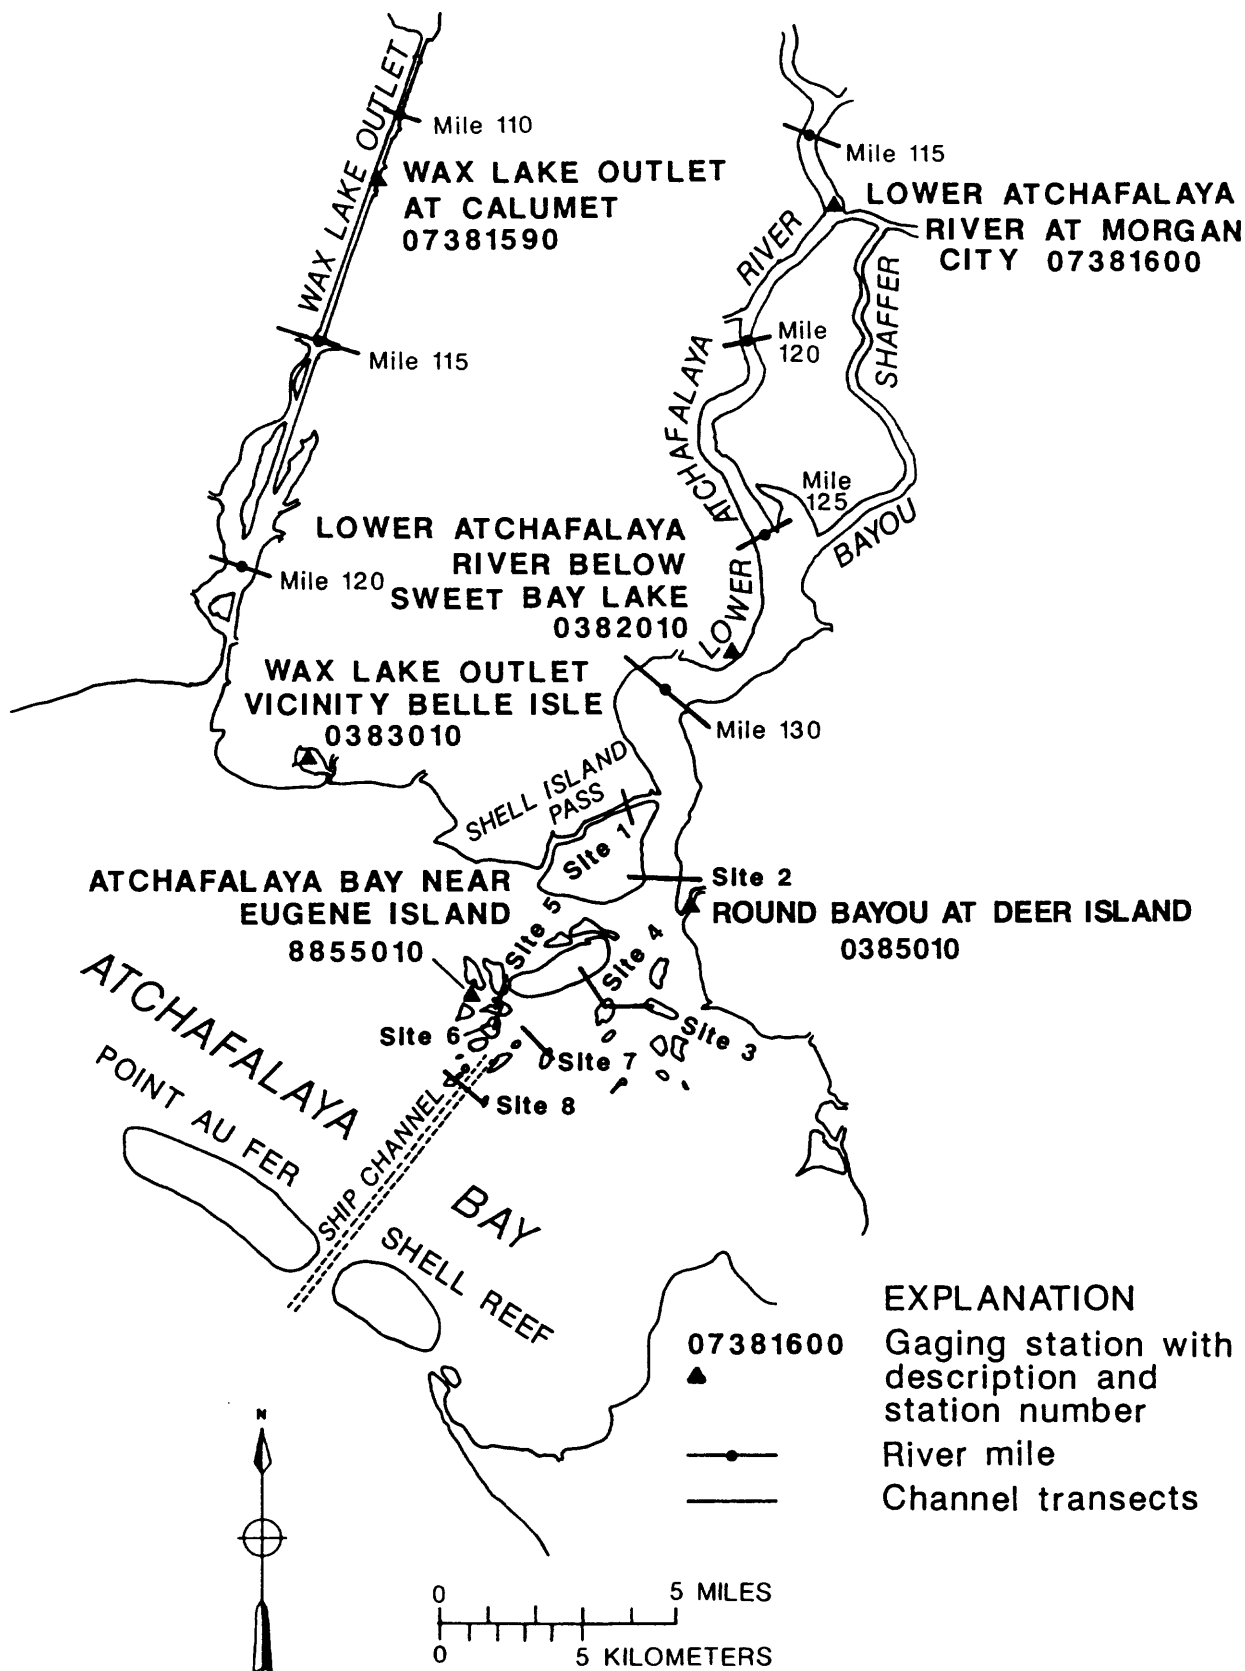 WAX LAKE OUTLET
Mile 110
WAX LAKE OUTLET
AT CALUMET
07381590
Mile 115
Mile 120
Mile 115
LOWER ATCHAFALAYA
RIVER AT MORGAN
CITY 07381600
LOWER ATCHAFALAYA RIVER
BAYOU SHAFFER
Mile
120
Mile
125
LOWER ATCHAFALAYA
RIVER BELOW
SWEET BAY LAKE
0382010
WAX LAKE OUTLET
VICINITY BELLE ISLE
0383010
Mile 130
SHELL ISLAND
PASS
Site 1
Site 2
ATCHAFALAYA BAY NEAR
EUGENE ISLAND
8855010
ROUND BAYOU AT DEER ISLAND
0385010
Site 5
Site 4
Site 3
Site 6
Site 7
Site 8
ATCHAFALAYA
BAY
POINT AU FER
SHELL REEF
SHIP CHANNEL
EXPLANATION
07381600 Gaging station with
description and
station number
River mile
Channel transects
N
0 5 MILES
0 5 KILOMETERS